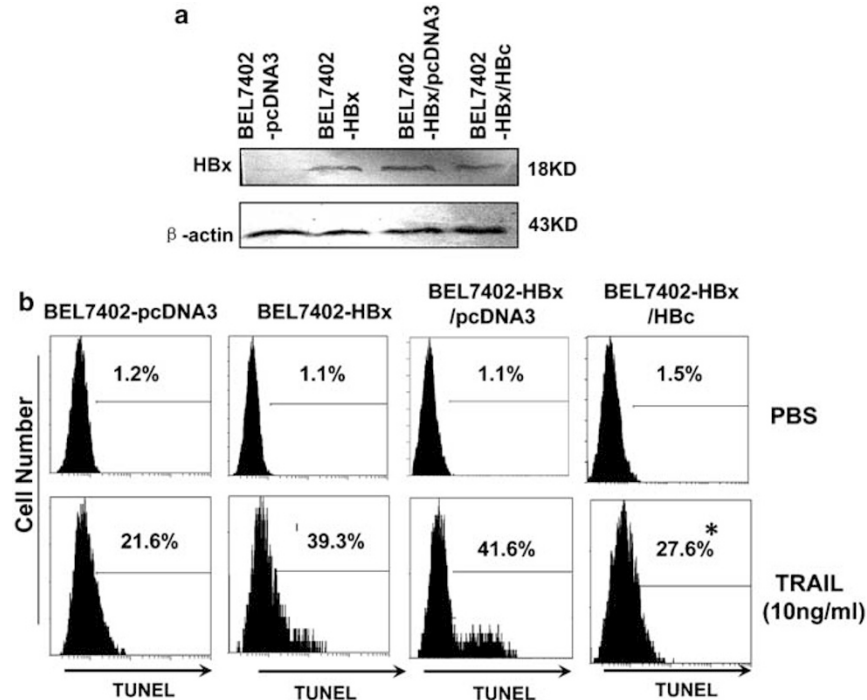 a
BEL7402
-pcDNA3
BEL7402
-HBx
BEL7402
-HBx/pcDNA3
BEL7402
-HBx/HBc
HBx
18KD
β-actin
43KD
b
BEL7402-pcDNA3
BEL7402-HBx
BEL7402-HBx
/pcDNA3
BEL7402-HBx
/HBc
Cell Number
1.2%
1.1%
1.1%
1.5%
PBS
21.6%
39.3%
41.6%
27.6%*
TRAIL
(10ng/ml)
TUNEL
TUNEL
TUNEL
TUNEL